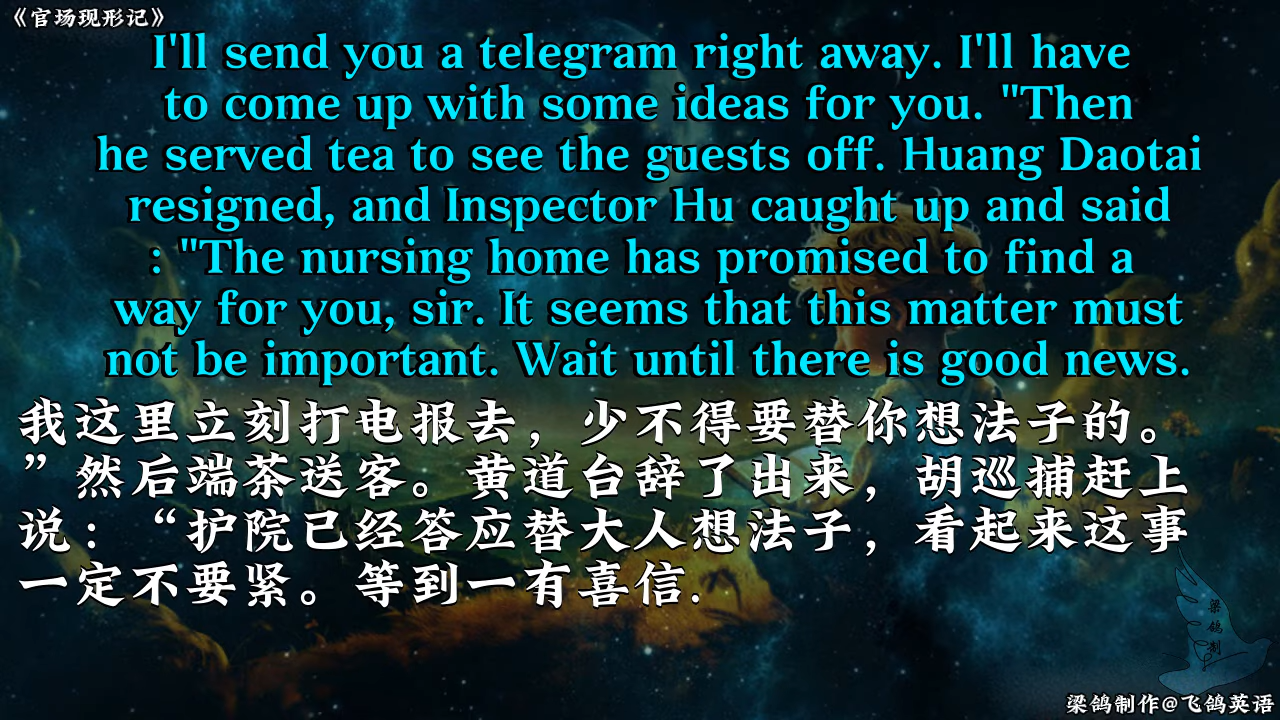 《官场现形记》
I'll send you a telegram right away. I'll have
to come up with some ideas for you. "Then
he served tea to see the guests off. Huang Daotai
resigned, and Inspector Hu caught up and said
: "The nursing home has promised to find a
way for you, sir. It seems that this matter must
not be important. Wait until there is good news.
我这里立刻打电报去，少不得要替你想法子的。
”然后端茶送客。黄道台辞了出来，胡巡捕赶上
说：“护院已经答应替大人想法子，看起来这事
一定不要紧。等到一有喜信.
梁鸽制
梁鸽制作@飞鸽英语